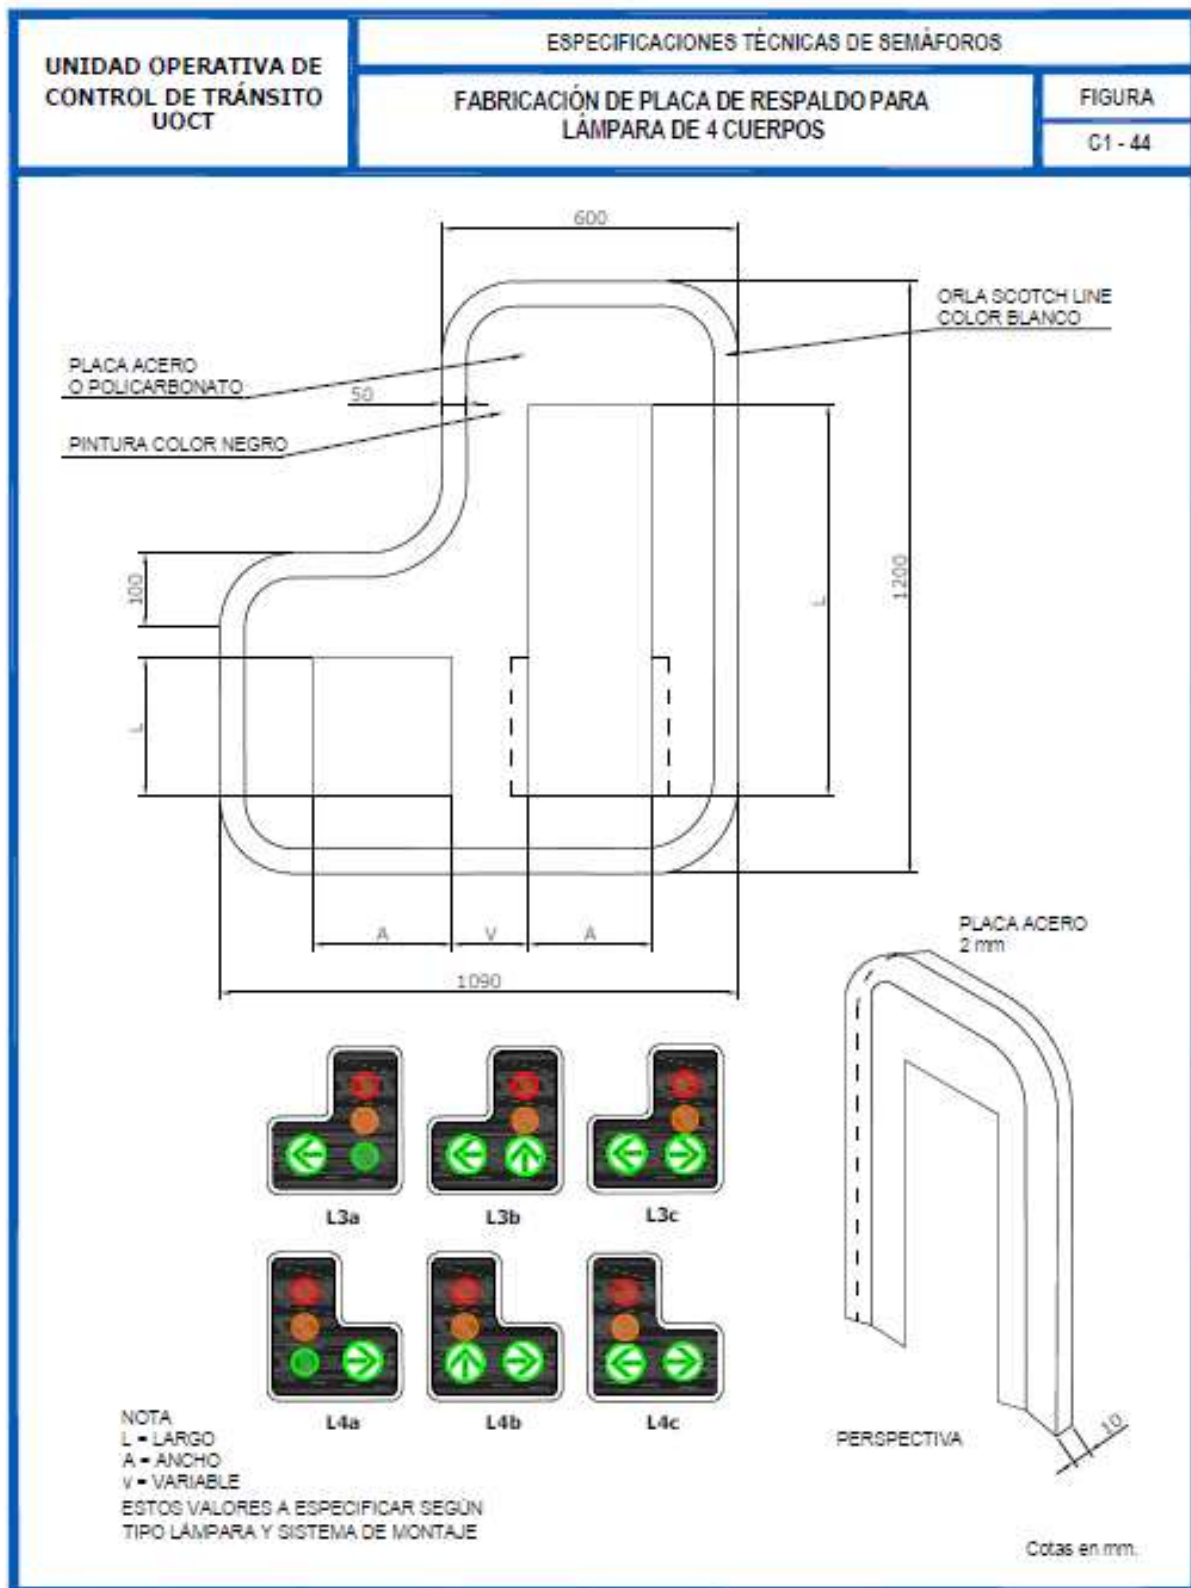 UNIDAD OPERATIVA DE
CONTROL DE TRÁNSITO
UOCT
ESPECIFICACIONES TÉCNICAS DE SEMÁFOROS
FABRICACIÓN DE PLACA DE RESPALDO PARA
LÁMPARA DE 4 CUERPOS
FIGURA
C1 - 44
600
ORLA SCOTCH LINE
COLOR BLANCO
PLACA ACERO
O POLICARBONATO
50
PINTURA COLOR NEGRO
100
1200
L
L
A
V
A
1090
PLACA ACERO
2 mm
L3a
L3b
L3c
L4a
L4b
L4c
10
PERSPECTIVA
NOTA
L = LARGO
A = ANCHO
v = VARIABLE
ESTOS VALORES A ESPECIFICAR SEGÚN
TIPO LÁMPARA Y SISTEMA DE MONTAJE
Cotas en mm.